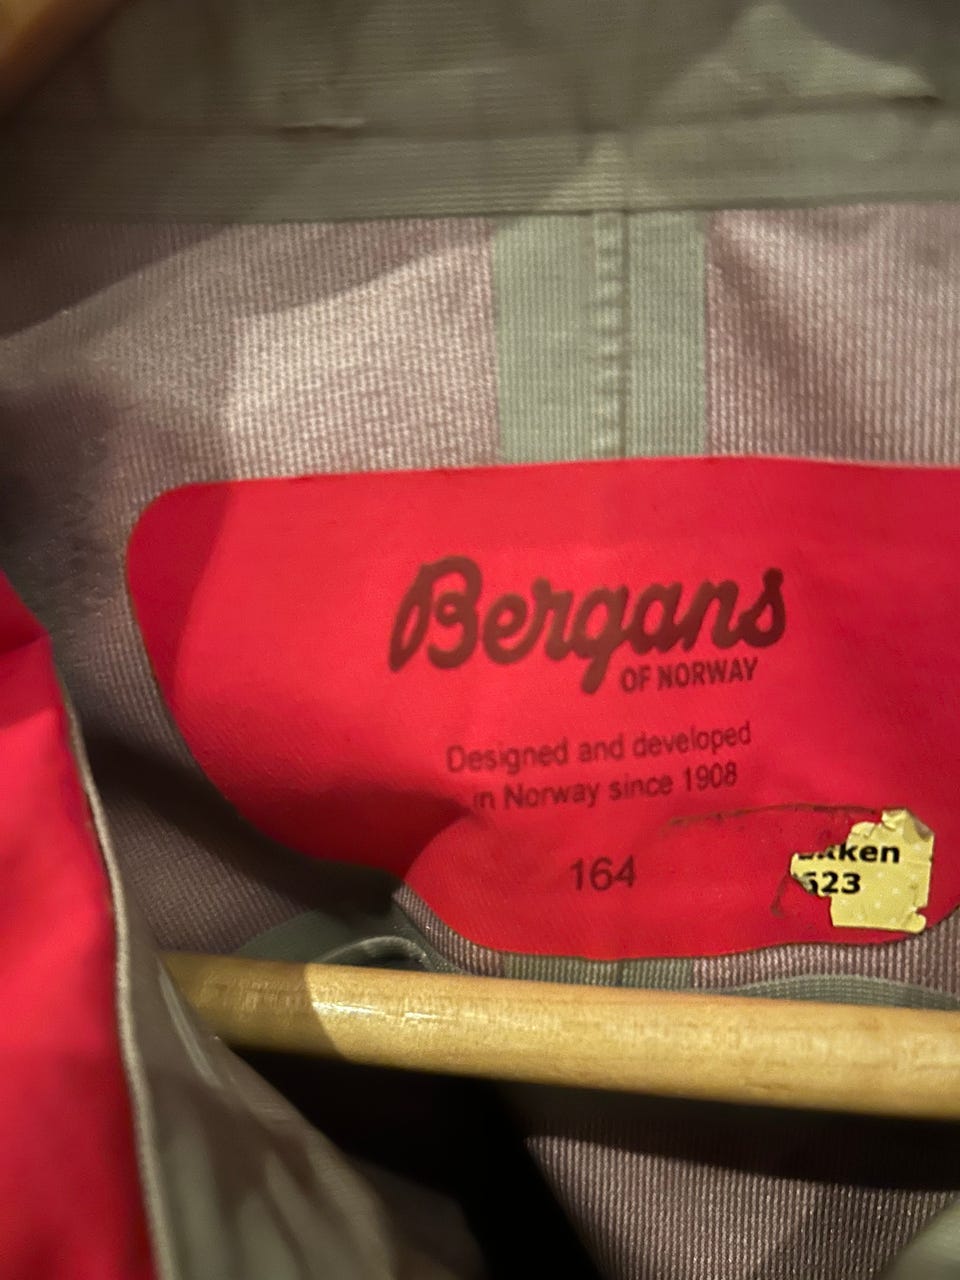 Bergans
OF NORWAY
Designed and developed
in Norway since 1908
164